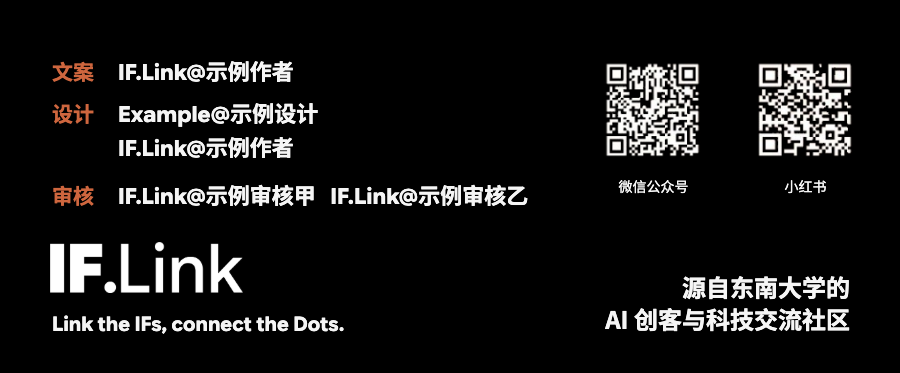 文案 IF.Link@示例作者
设计 Example@示例设计
IF.Link@示例作者
审核 IF.Link@示例审核甲 IF.Link@示例审核乙
微信公众号
小红书
IF.Link
Link the IFs, connect the Dots.
源自东南大学的
AI 创客与科技交流社区